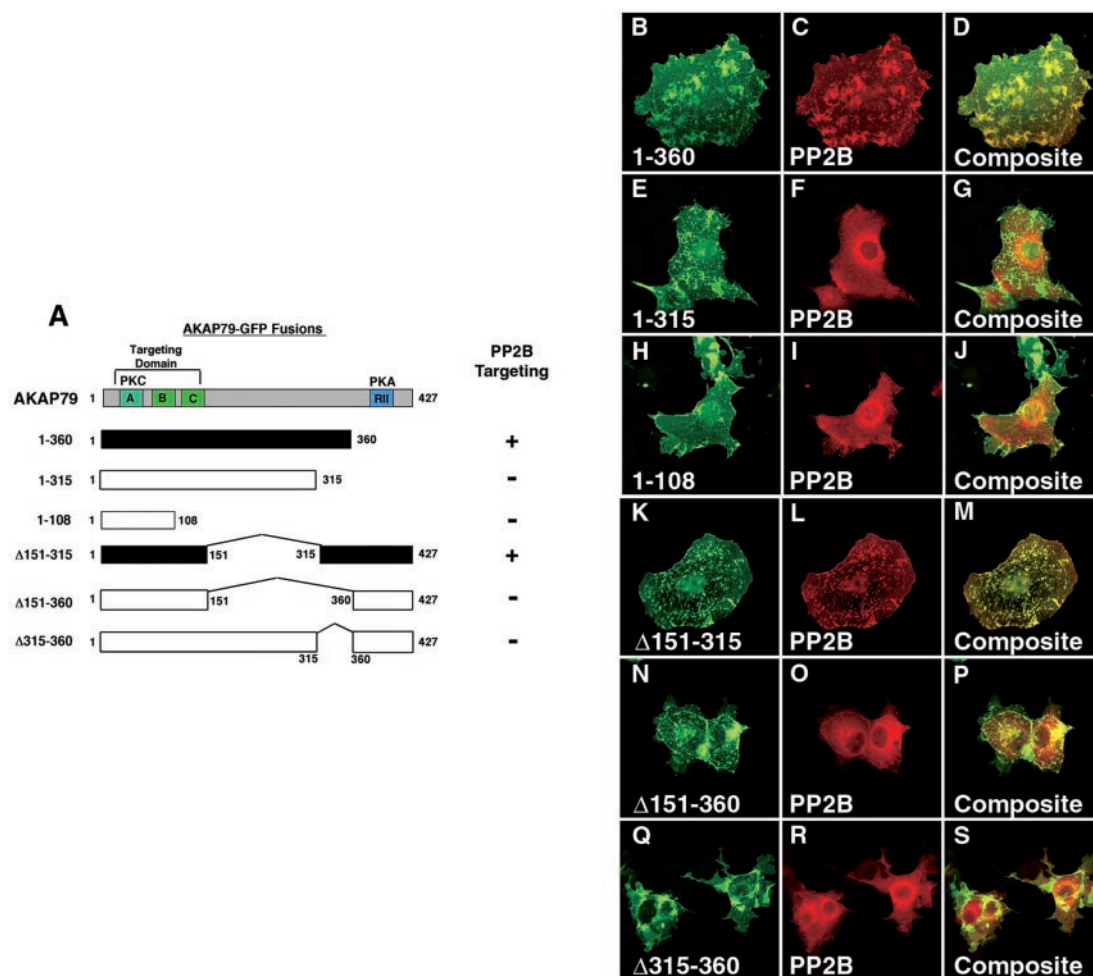 A
AKAP79-GFP Fusions
Targeting
Domain
PP2B
Targeting
PKC
PKA
AKAP79 1 A B C RII 427
1-360 1 360 +
1-315 1 315 -
1-108 1 108 -
Δ151-315 1 151 315 427 +
Δ151-360 1 151 360 427 -
Δ315-360 1 315 360 427 -
B C D
1-360 PP2B Composite
E F G
1-315 PP2B Composite
H I J
1-108 PP2B Composite
K L M
Δ151-315 PP2B Composite
N O P
Δ151-360 PP2B Composite
Q R S
Δ315-360 PP2B Composite